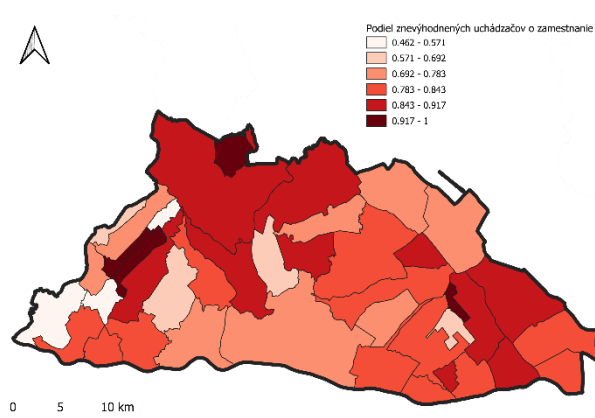 Podiel znevýhodnených uchádzačov o zamestnanie
0.462 - 0.571
0.571 - 0.692
0.692 - 0.783
0.783 - 0.843
0.843 - 0.917
0.917 - 1
0 5 10 km